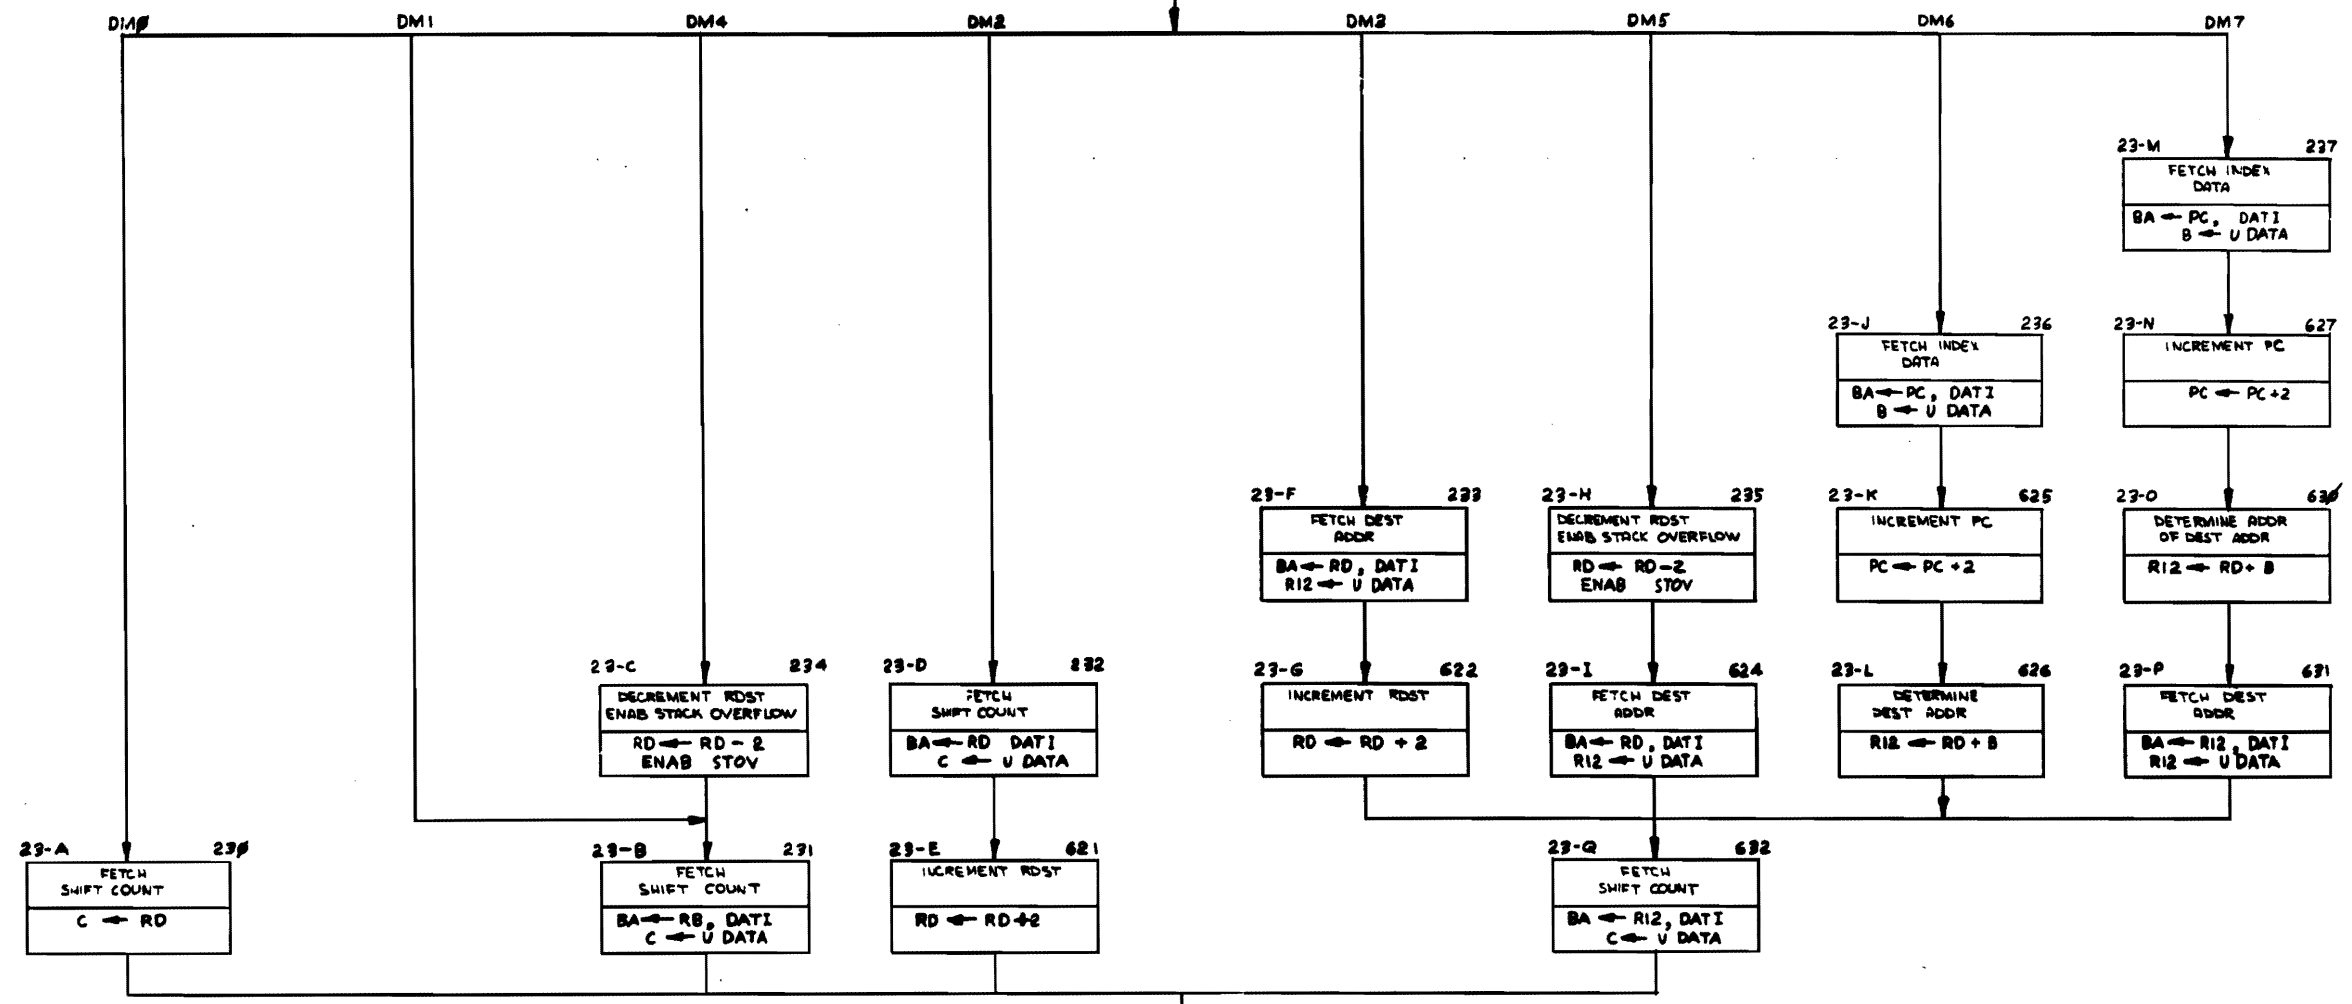 DMØ DM1 DM4 DM2 DM3 DM5 DM6 DM7
23-M 237
FETCH INDEX
DATA
BA ← PC, DATI
B ← U DATA
23-J 236
FETCH INDEX
DATA
BA ← PC, DATI
B ← U DATA
23-N 627
INCREMENT PC
PC ← PC+2
23-F 233
FETCH DEST
ADDR
BA ← RD, DATI
R12 ← U DATA
23-H 235
DECREMENT RDST
ENAB STACK OVERFLOW
RD ← RD-2
ENAB STOV
23-K 625
INCREMENT PC
PC ← PC +2
23-O 63Ø
DETERMINE ADDR
OF DEST ADDR
R12 ← RD+ B
23-C 234
DECREMENT RDST
ENAB STACK OVERFLOW
RD ← RD - 2
ENAB STOV
23-D 232
FETCH
SHIFT COUNT
BA ← RD DATI
C ← U DATA
23-G 622
INCREMENT RDST
RD ← RD + 2
23-I 624
FETCH DEST
ADDR
BA ← RD, DATI
R12 ← U DATA
23-L 626
DETERMINE
DEST ADDR
R12 ← RD + B
23-P 631
FETCH DEST
ADDR
BA ← R12, DATI
R12 ← U DATA
23-A 23Ø
FETCH
SHIFT COUNT
C ← RD
23-B 231
FETCH
SHIFT COUNT
BA ← RB, DATI
C ← U DATA
23-E 621
INCREMENT RDST
RD ← RD+2
23-Q 632
FETCH
SHIFT COUNT
BA ← R12, DATI
C ← U DATA